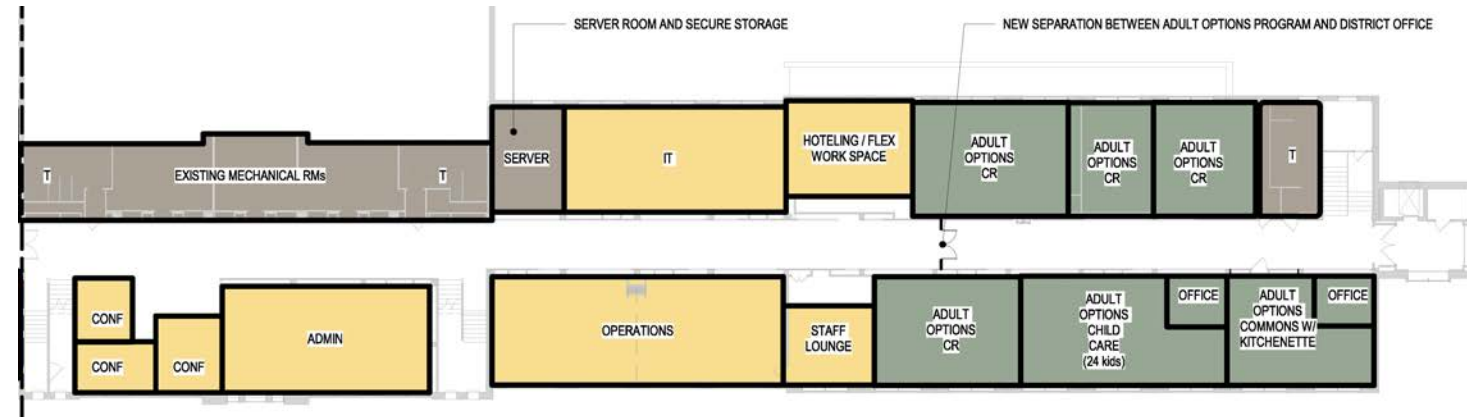 SERVER ROOM AND SECURE STORAGE
NEW SEPARATION BETWEEN ADULT OPTIONS PROGRAM AND DISTRICT OFFICE
T
EXISTING MECHANICAL RMs
T
SERVER
IT
HOTELING / FLEX
WORK SPACE
ADULT
OPTIONS
CR
ADULT
OPTIONS
CR
ADULT
OPTIONS
CR
T
CONF
CONF
CONF
ADMIN
OPERATIONS
STAFF
LOUNGE
ADULT
OPTIONS
CR
ADULT
OPTIONS
CHILD
CARE
(24 kids)
OFFICE
ADULT
OPTIONS
COMMONS W/
KITCHENETTE
OFFICE